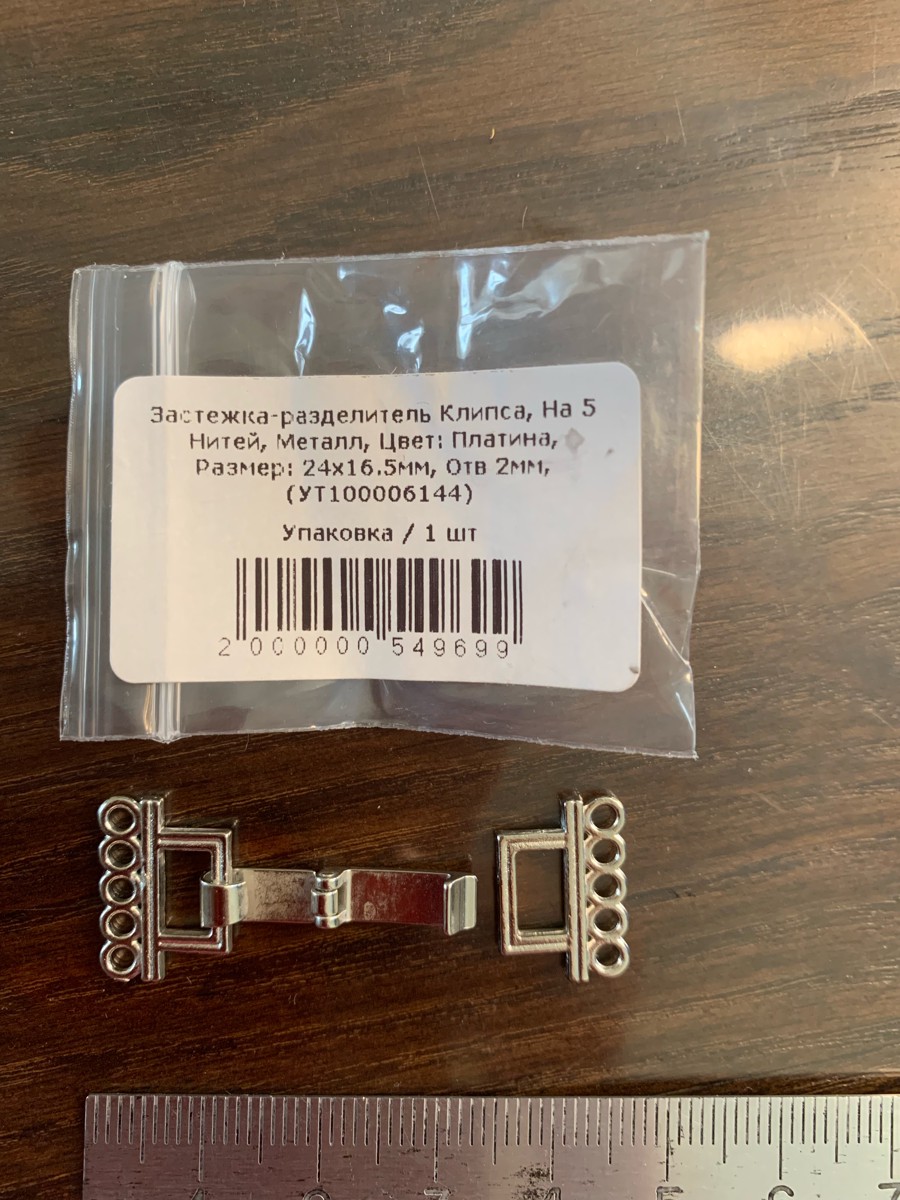 Застежка-разделитель Клипса, На 5
Нитей, Металл, Цвет: Платина,
Размер: 24x16.5мм, Отв 2мм,
(УТ100006144)
Упаковка / 1 шт
2 000000 549699